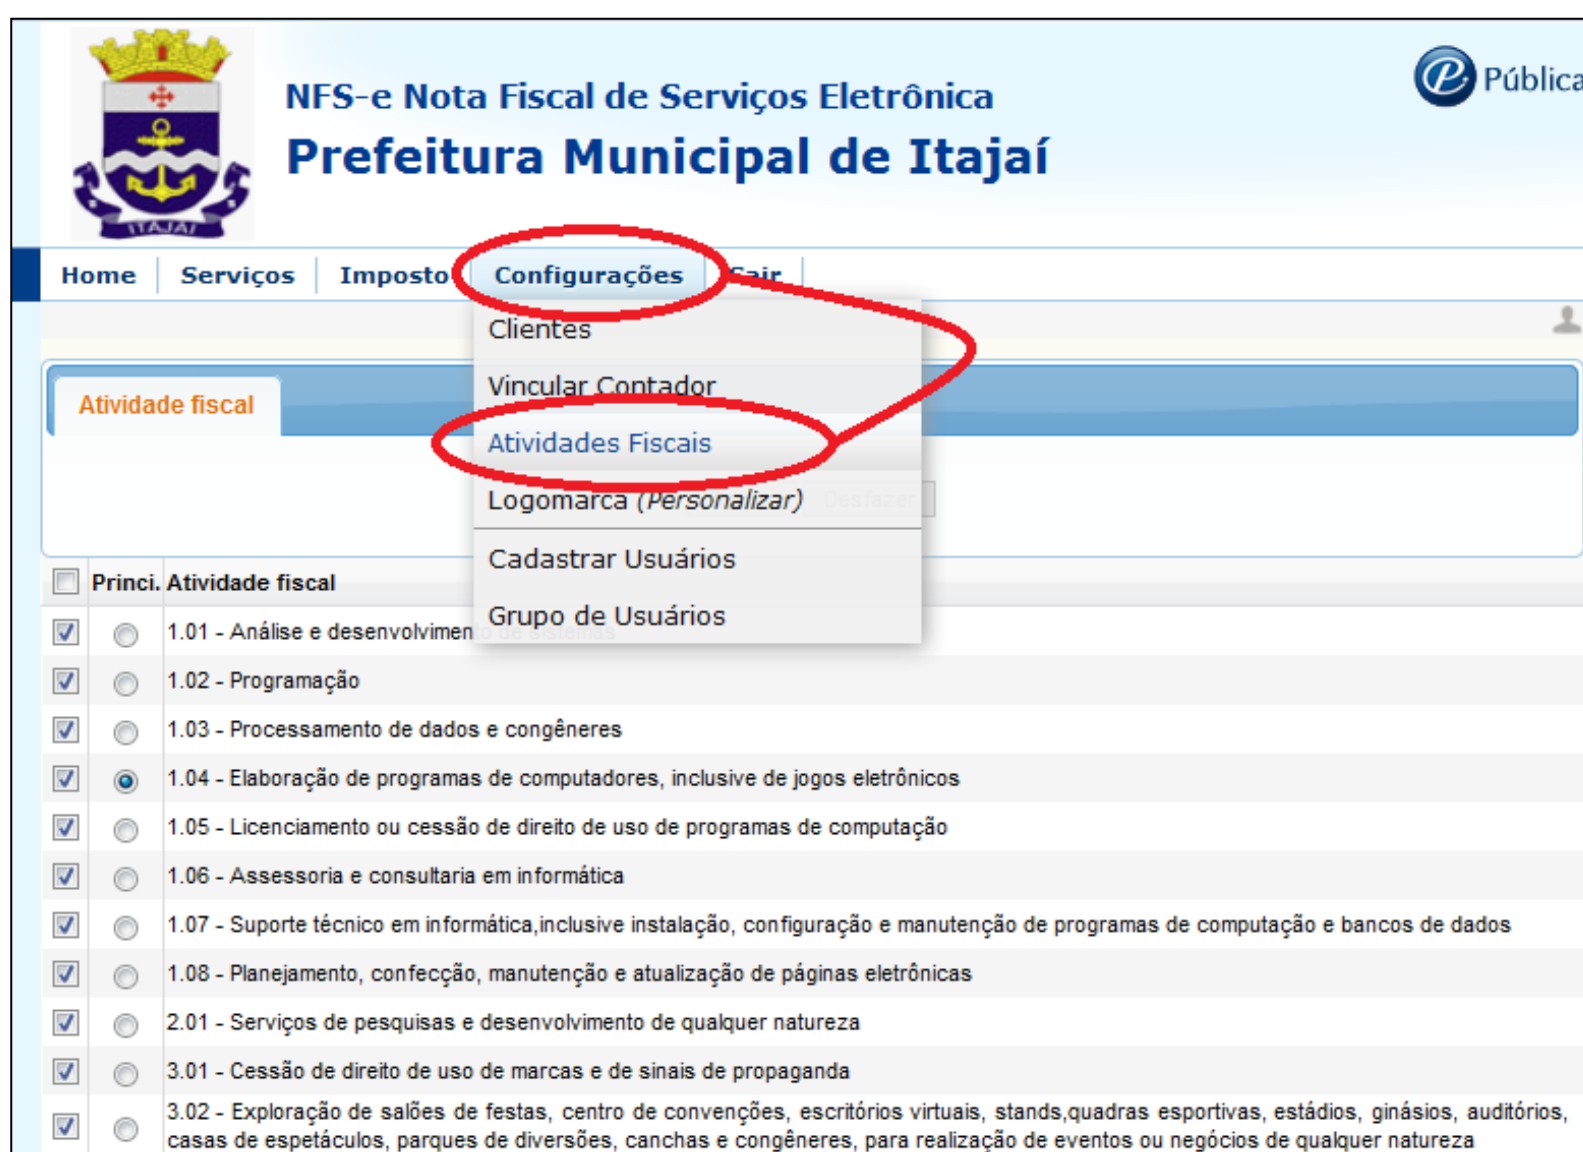 ITAJAÍ
NFS-e Nota Fiscal de Serviços Eletrônica
Prefeitura Municipal de Itajaí
Pública
Home Serviços Imposto Configurações Sair
Clientes
Vincular Contador
Atividade fiscal
Atividades Fiscais
Logomarca (Personalizar) Desfazer
Cadastrar Usuários
Grupo de Usuários
Princi. Atividade fiscal
1.01 - Análise e desenvolvimento de sistemas
1.02 - Programação
1.03 - Processamento de dados e congêneres
1.04 - Elaboração de programas de computadores, inclusive de jogos eletrônicos
1.05 - Licenciamento ou cessão de direito de uso de programas de computação
1.06 - Assessoria e consultaria em informática
1.07 - Suporte técnico em informática,inclusive instalação, configuração e manutenção de programas de computação e bancos de dados
1.08 - Planejamento, confecção, manutenção e atualização de páginas eletrônicas
2.01 - Serviços de pesquisas e desenvolvimento de qualquer natureza
3.01 - Cessão de direito de uso de marcas e de sinais de propaganda
3.02 - Exploração de salões de festas, centro de convenções, escritórios virtuais, stands,quadras esportivas, estádios, ginásios, auditórios,
casas de espetáculos, parques de diversões, canchas e congêneres, para realização de eventos ou negócios de qualquer natureza